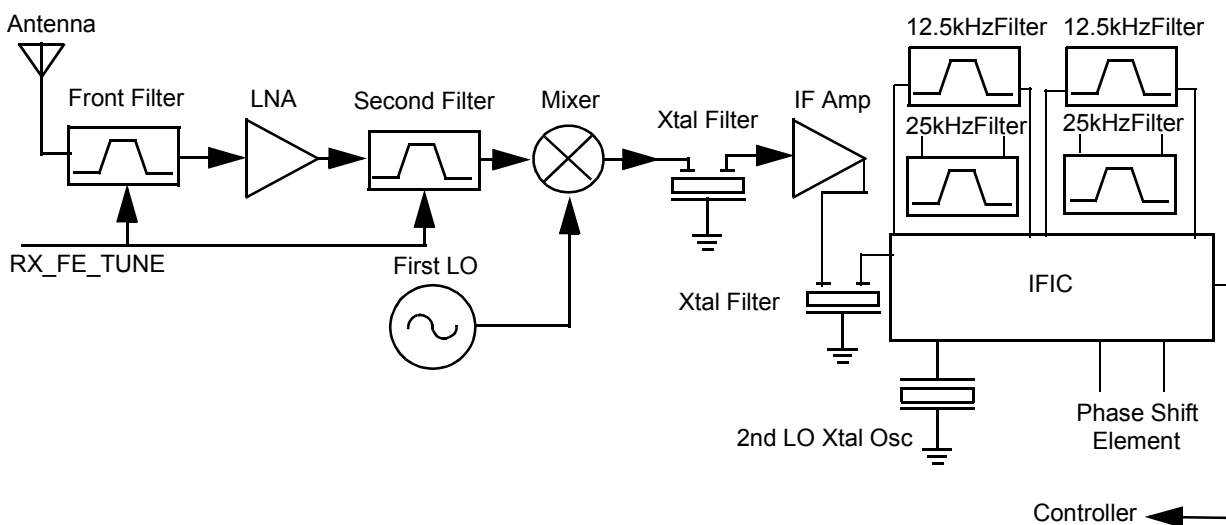 Antenna
12.5kHzFilter
12.5kHzFilter
Front Filter
LNA
Second Filter
Mixer
Xtal Filter
IF Amp
25kHzFilter
25kHzFilter
RX_FE_TUNE
First LO
Xtal Filter
IFIC
2nd LO Xtal Osc
Phase Shift
Element
Controller